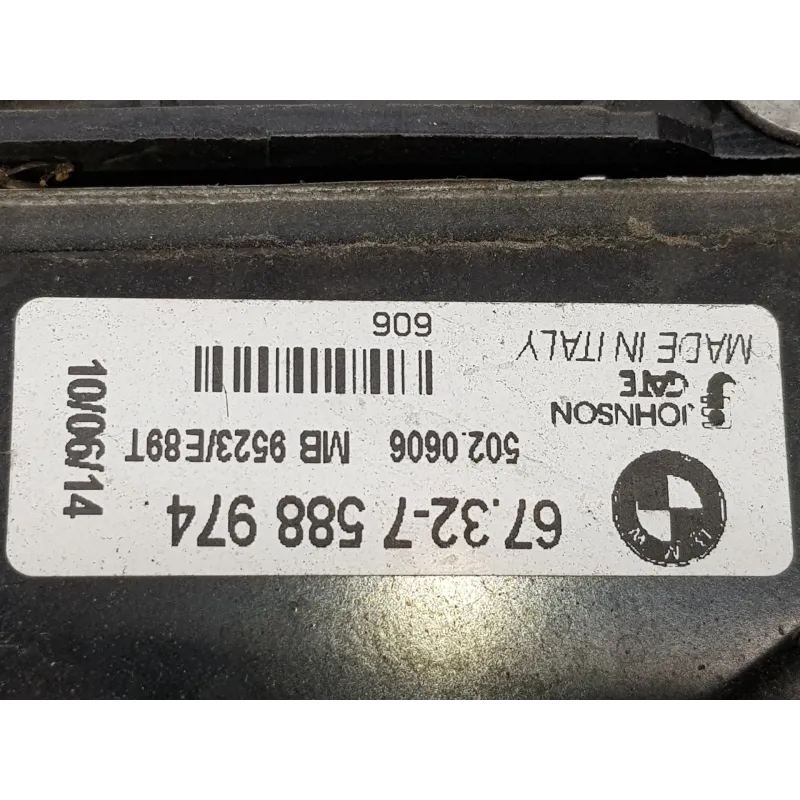 BMW
67.32-7 588 974
502.0606 MB 9523/E89T
JOHNSON
GATE
MADE IN ITALY
606
10/06/14